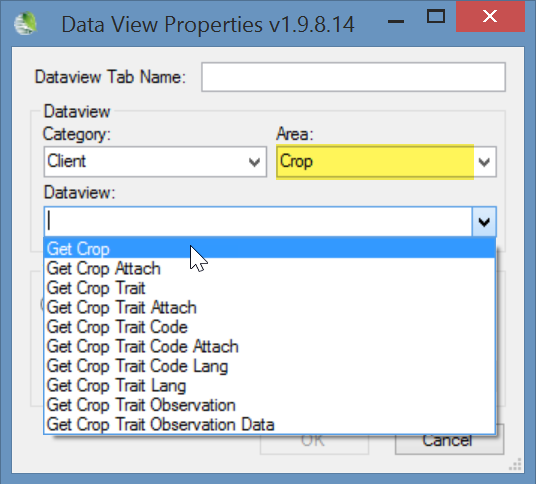 Data View Properties v1.9.8.14
Dataview Tab Name:
Dataview
Category: Area:
Client Crop
Dataview:
Get Crop
Get Crop Attach
Get Crop Trait
Get Crop Trait Attach
Get Crop Trait Code
Get Crop Trait Code Attach
Get Crop Trait Code Lang
Get Crop Trait Lang
Get Crop Trait Observation
Get Crop Trait Observation Data
OK Cancel